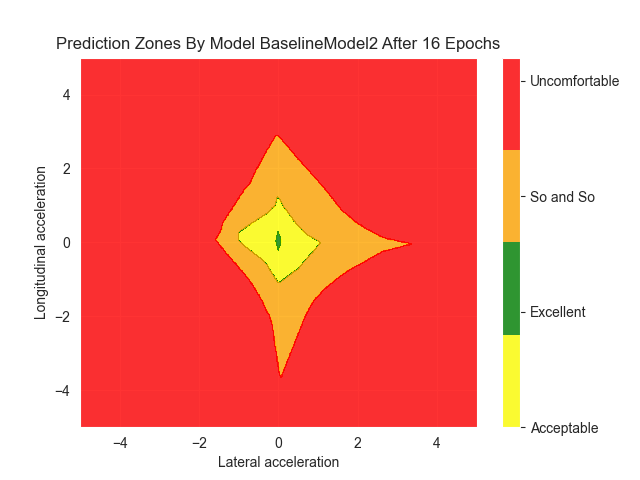 Prediction Zones By Model BaselineModel2 After 16 Epochs
Uncomfortable
So and So
Excellent
Acceptable
Longitudinal acceleration
4
2
0
−2
−4
−4
−2
0
2
4
Lateral acceleration